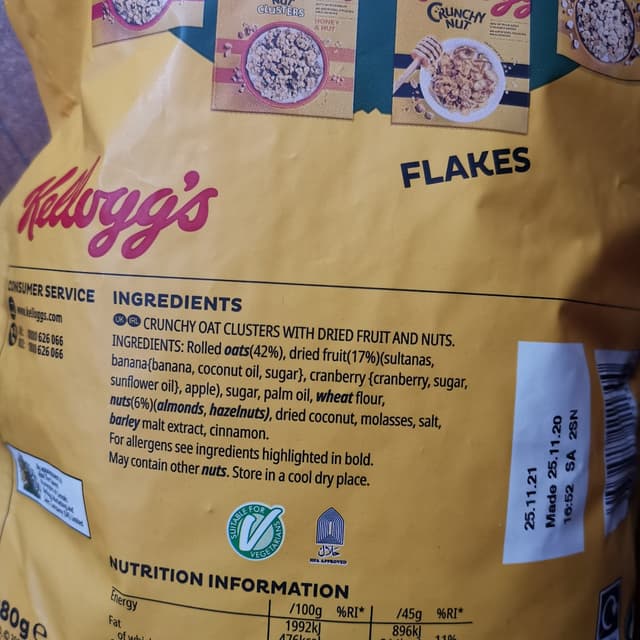 NUT
CLUSTERS
HONEY
& NUT
CRUNCHY
NUT
FLAKES
Kellogg's
CONSUMER SERVICE
www.kelloggs.com
626 066
626 066
INGREDIENTS
UK IRL CRUNCHY OAT CLUSTERS WITH DRIED FRUIT AND NUTS.
INGREDIENTS: Rolled oats(42%), dried fruit(17%)(sultanas,
banana{banana, coconut oil, sugar}, cranberry {cranberry, sugar,
sunflower oil}, apple), sugar, palm oil, wheat flour,
nuts(6%)(almonds, hazelnuts), dried coconut, molasses, salt,
barley malt extract, cinnamon.
For allergens see ingredients highlighted in bold.
May contain other nuts. Store in a cool dry place.
25.11.21
Made 25.11.20
16:52 SA 2SN
SUITABLE FOR
VEGETARIANS
حلال
HFA APPROVED
NUTRITION INFORMATION
/100g %RI* /45g %RI*
Energy 1992kJ 896kJ
476kcal 11%
Fat
80g e